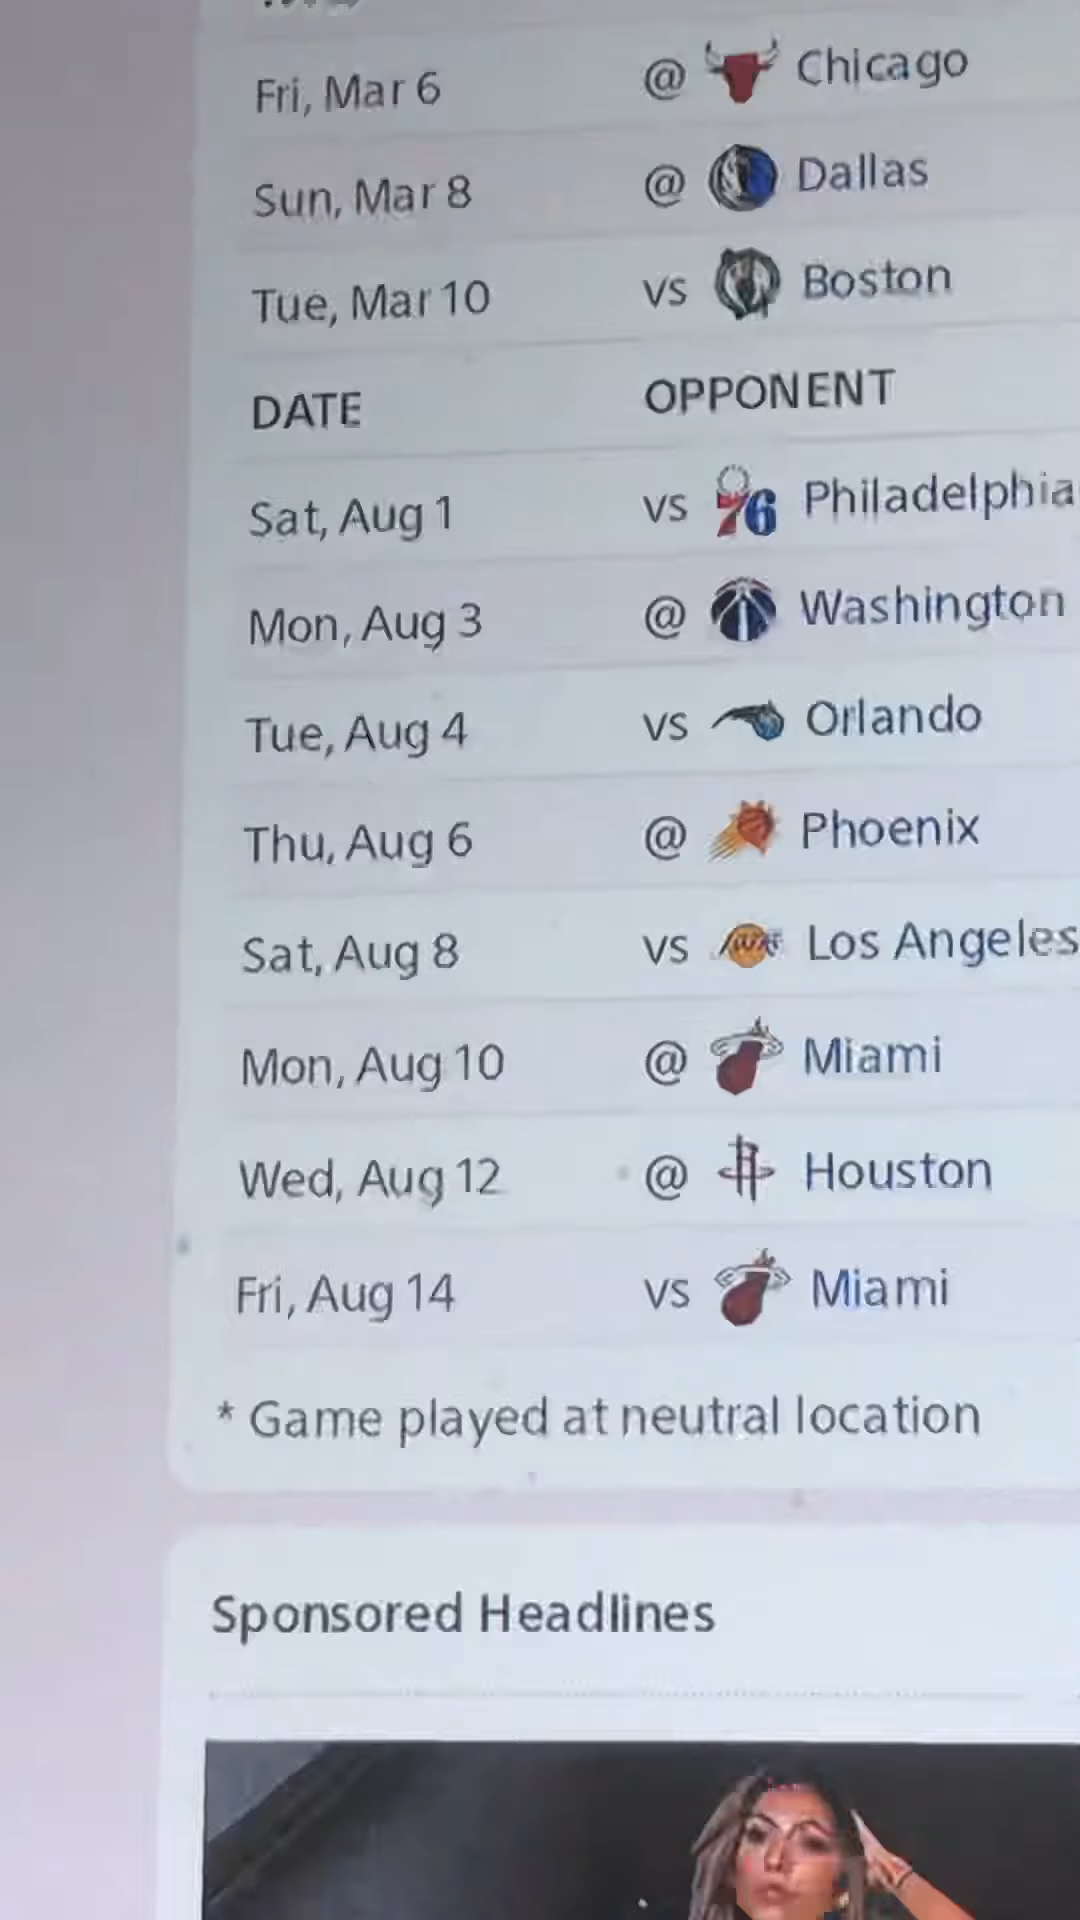 Fri, Mar 6 @ Chicago
Sun, Mar 8 @ Dallas
Tue, Mar 10 vs Boston
DATE OPPONENT
Sat, Aug 1 vs 76 Philadelphia
Mon, Aug 3 @ Washington
Tue, Aug 4 vs Orlando
Thu, Aug 6 @ Phoenix
Sat, Aug 8 vs Los Angeles
Mon, Aug 10 @ Miami
Wed, Aug 12 @ Houston
Fri, Aug 14 vs Miami
* Game played at neutral location
Sponsored Headlines